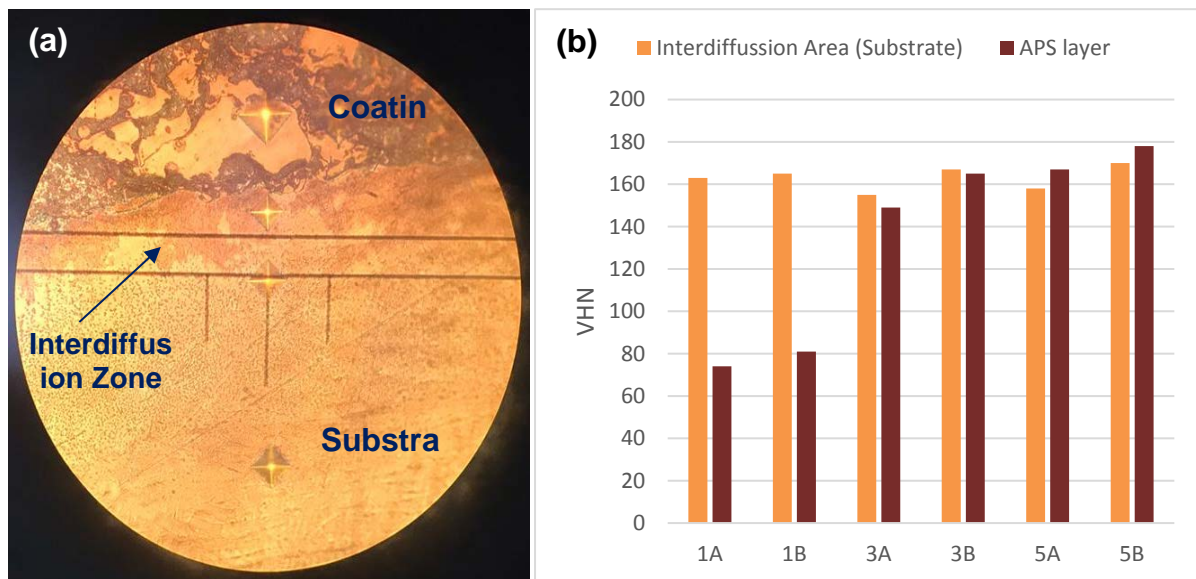 (a)
Coatin
Interdiffus
ion Zone
Substra
(b)
Interdiffussion Area (Substrate)
APS layer
VHN
200
180
160
140
120
100
80
60
40
20
0
1A 1B 3A 3B 5A 5B